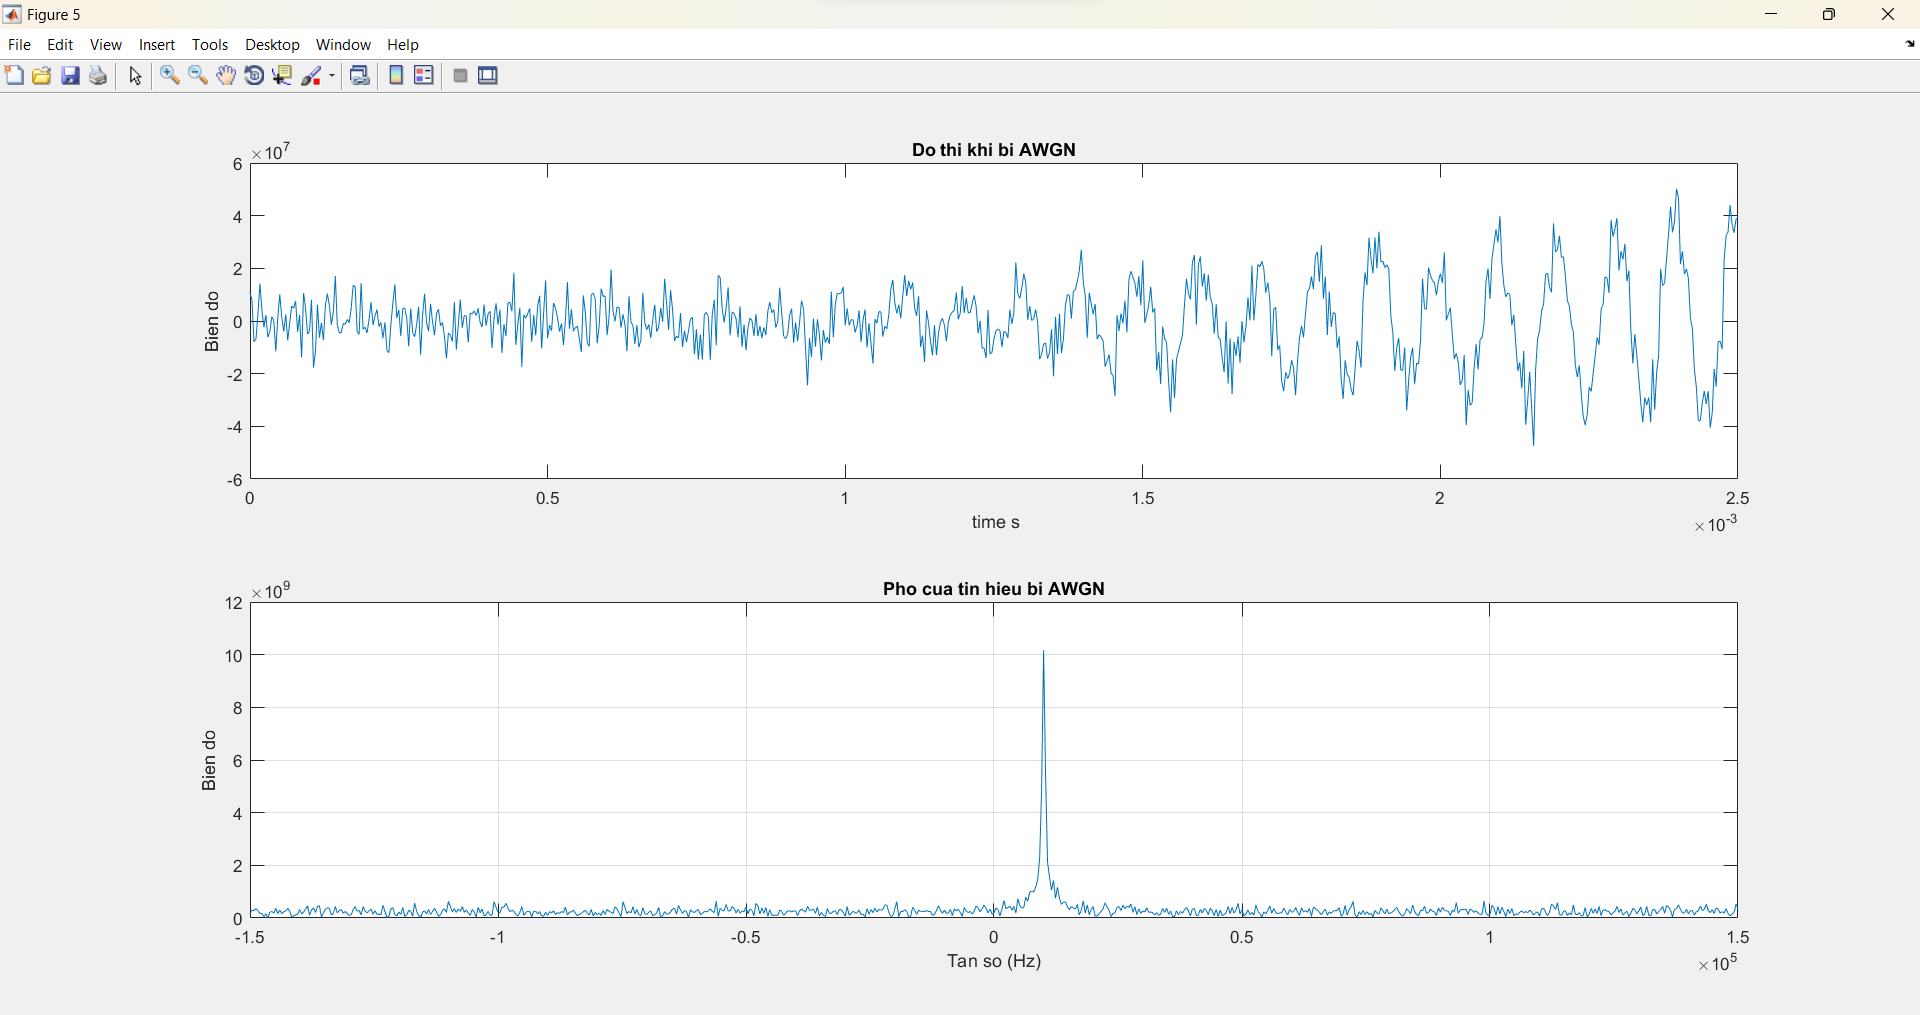 Figure 5
File Edit View Insert Tools Desktop Window Help
×10^7
Do thi khi bi AWGN
6
4
2
0
-2
-4
-6
Bien do
0 0.5 1 1.5 2 2.5
time s
×10^-3
×10^9
Pho cua tin hieu bi AWGN
12
10
8
6
4
2
0
Bien do
-1.5 -1 -0.5 0 0.5 1 1.5
Tan so (Hz)
×10^5